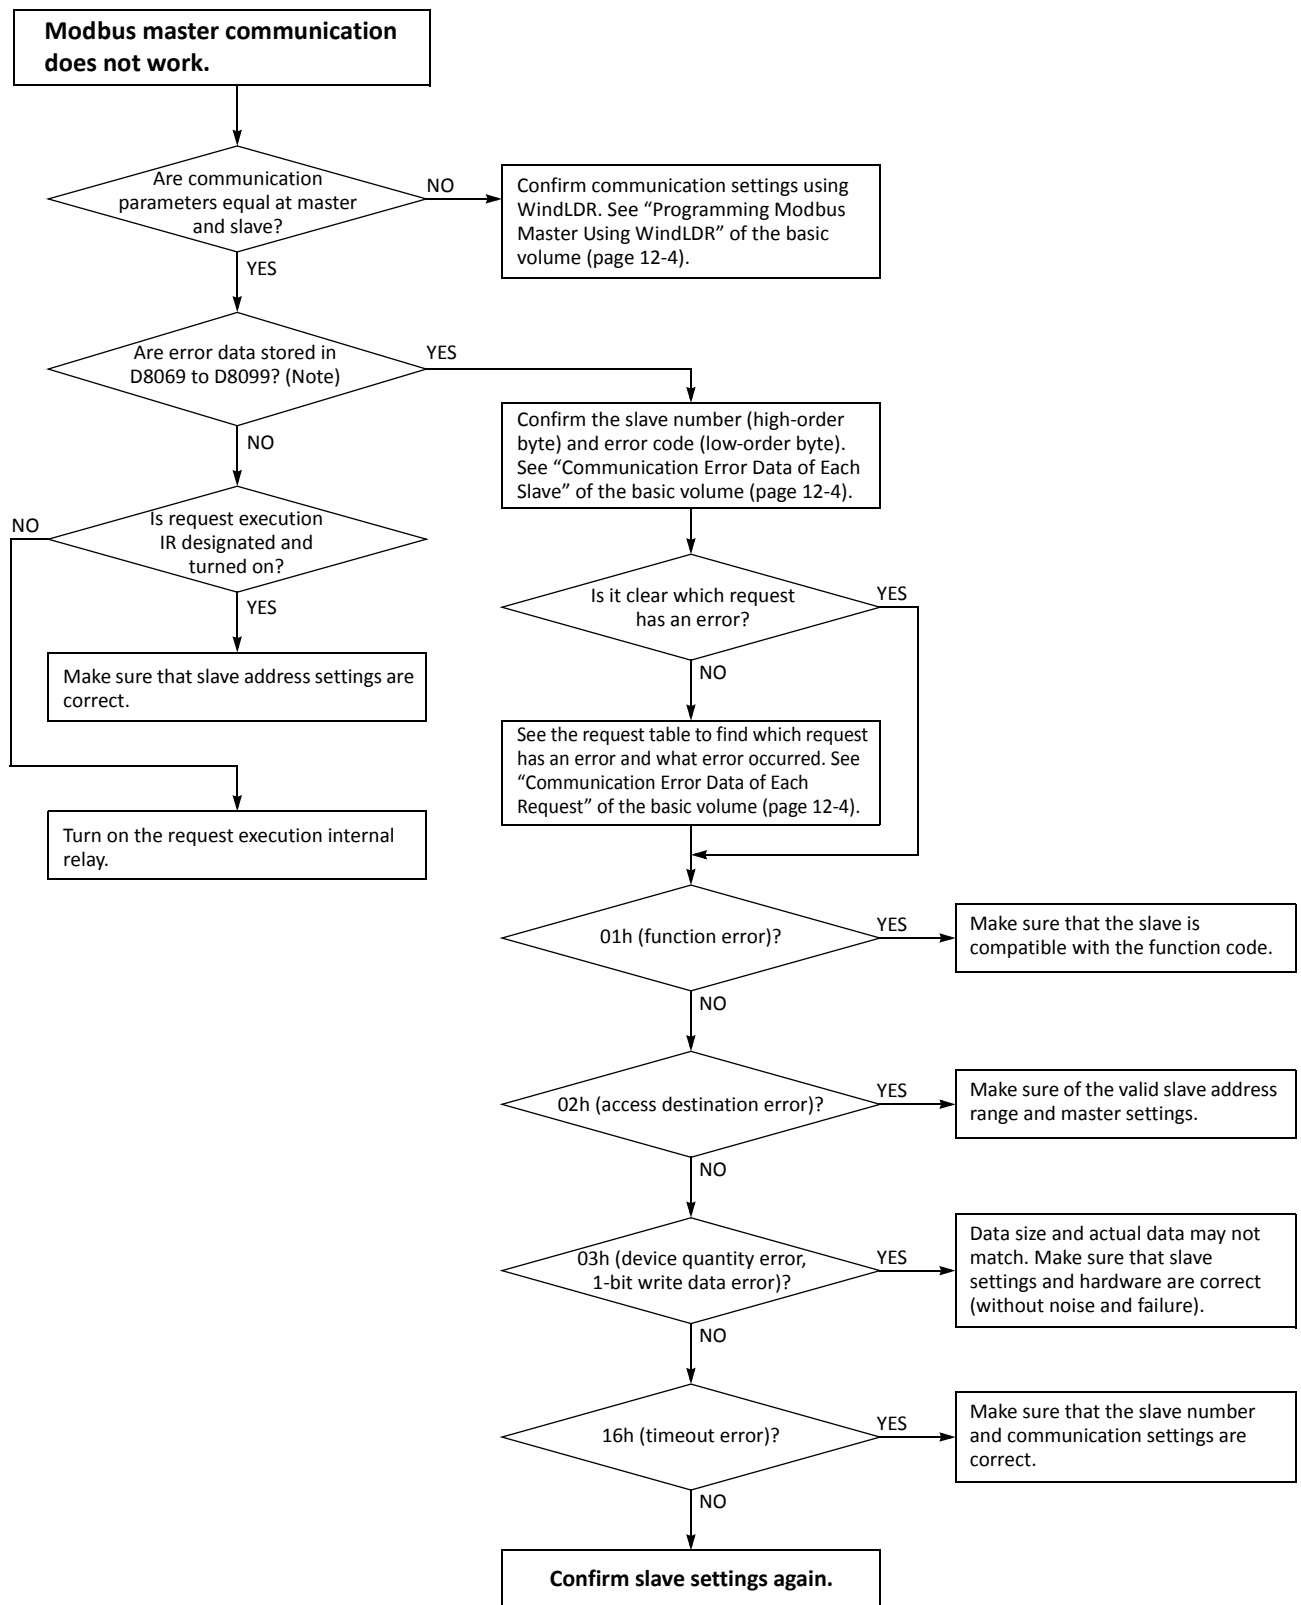 Modbus master communication
does not work.
Are communication
parameters equal at master
and slave?
NO
Confirm communication settings using
WindLDR. See “Programming Modbus
Master Using WindLDR” of the basic
volume (page 12-4).
YES
Are error data stored in
D8069 to D8099? (Note)
YES
Confirm the slave number (high-order
byte) and error code (low-order byte).
See “Communication Error Data of Each
Slave” of the basic volume (page 12-4).
NO
Is request execution
IR designated and
turned on?
NO
YES
Make sure that slave address settings are
correct.
Turn on the request execution internal
relay.
Is it clear which request
has an error?
YES
NO
See the request table to find which request
has an error and what error occurred. See
“Communication Error Data of Each
Request” of the basic volume (page 12-4).
01h (function error)?
YES
Make sure that the slave is
compatible with the function code.
NO
02h (access destination error)?
YES
Make sure of the valid slave address
range and master settings.
NO
03h (device quantity error,
1-bit write data error)?
YES
Data size and actual data may not
match. Make sure that slave
settings and hardware are correct
(without noise and failure).
NO
16h (timeout error)?
YES
Make sure that the slave number
and communication settings are
correct.
NO
Confirm slave settings again.